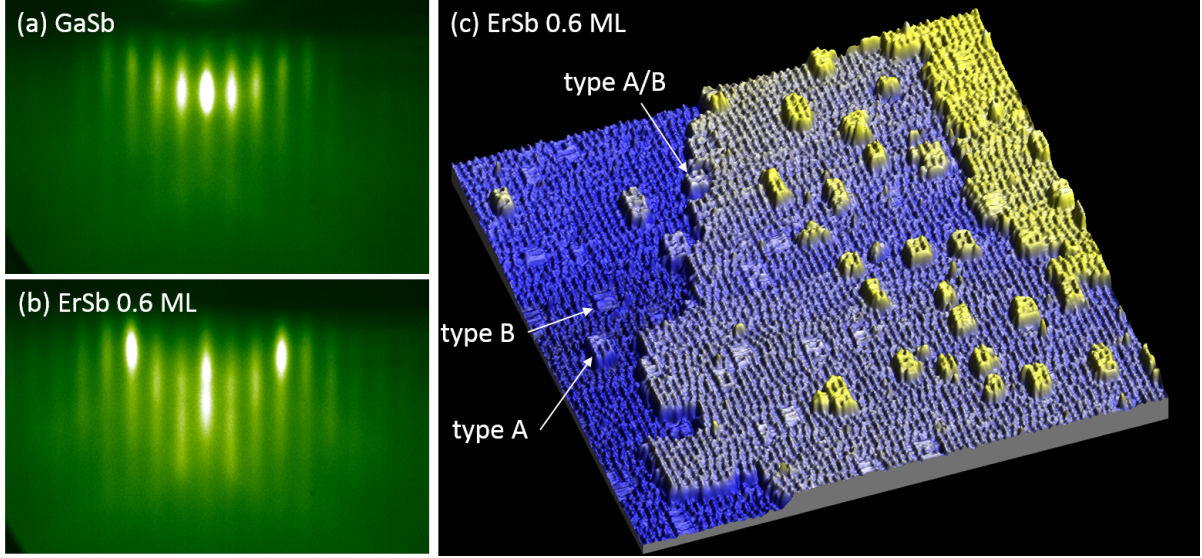 (a) GaSb
(b) ErSb 0.6 ML
(c) ErSb 0.6 ML
type A/B
type B
type A